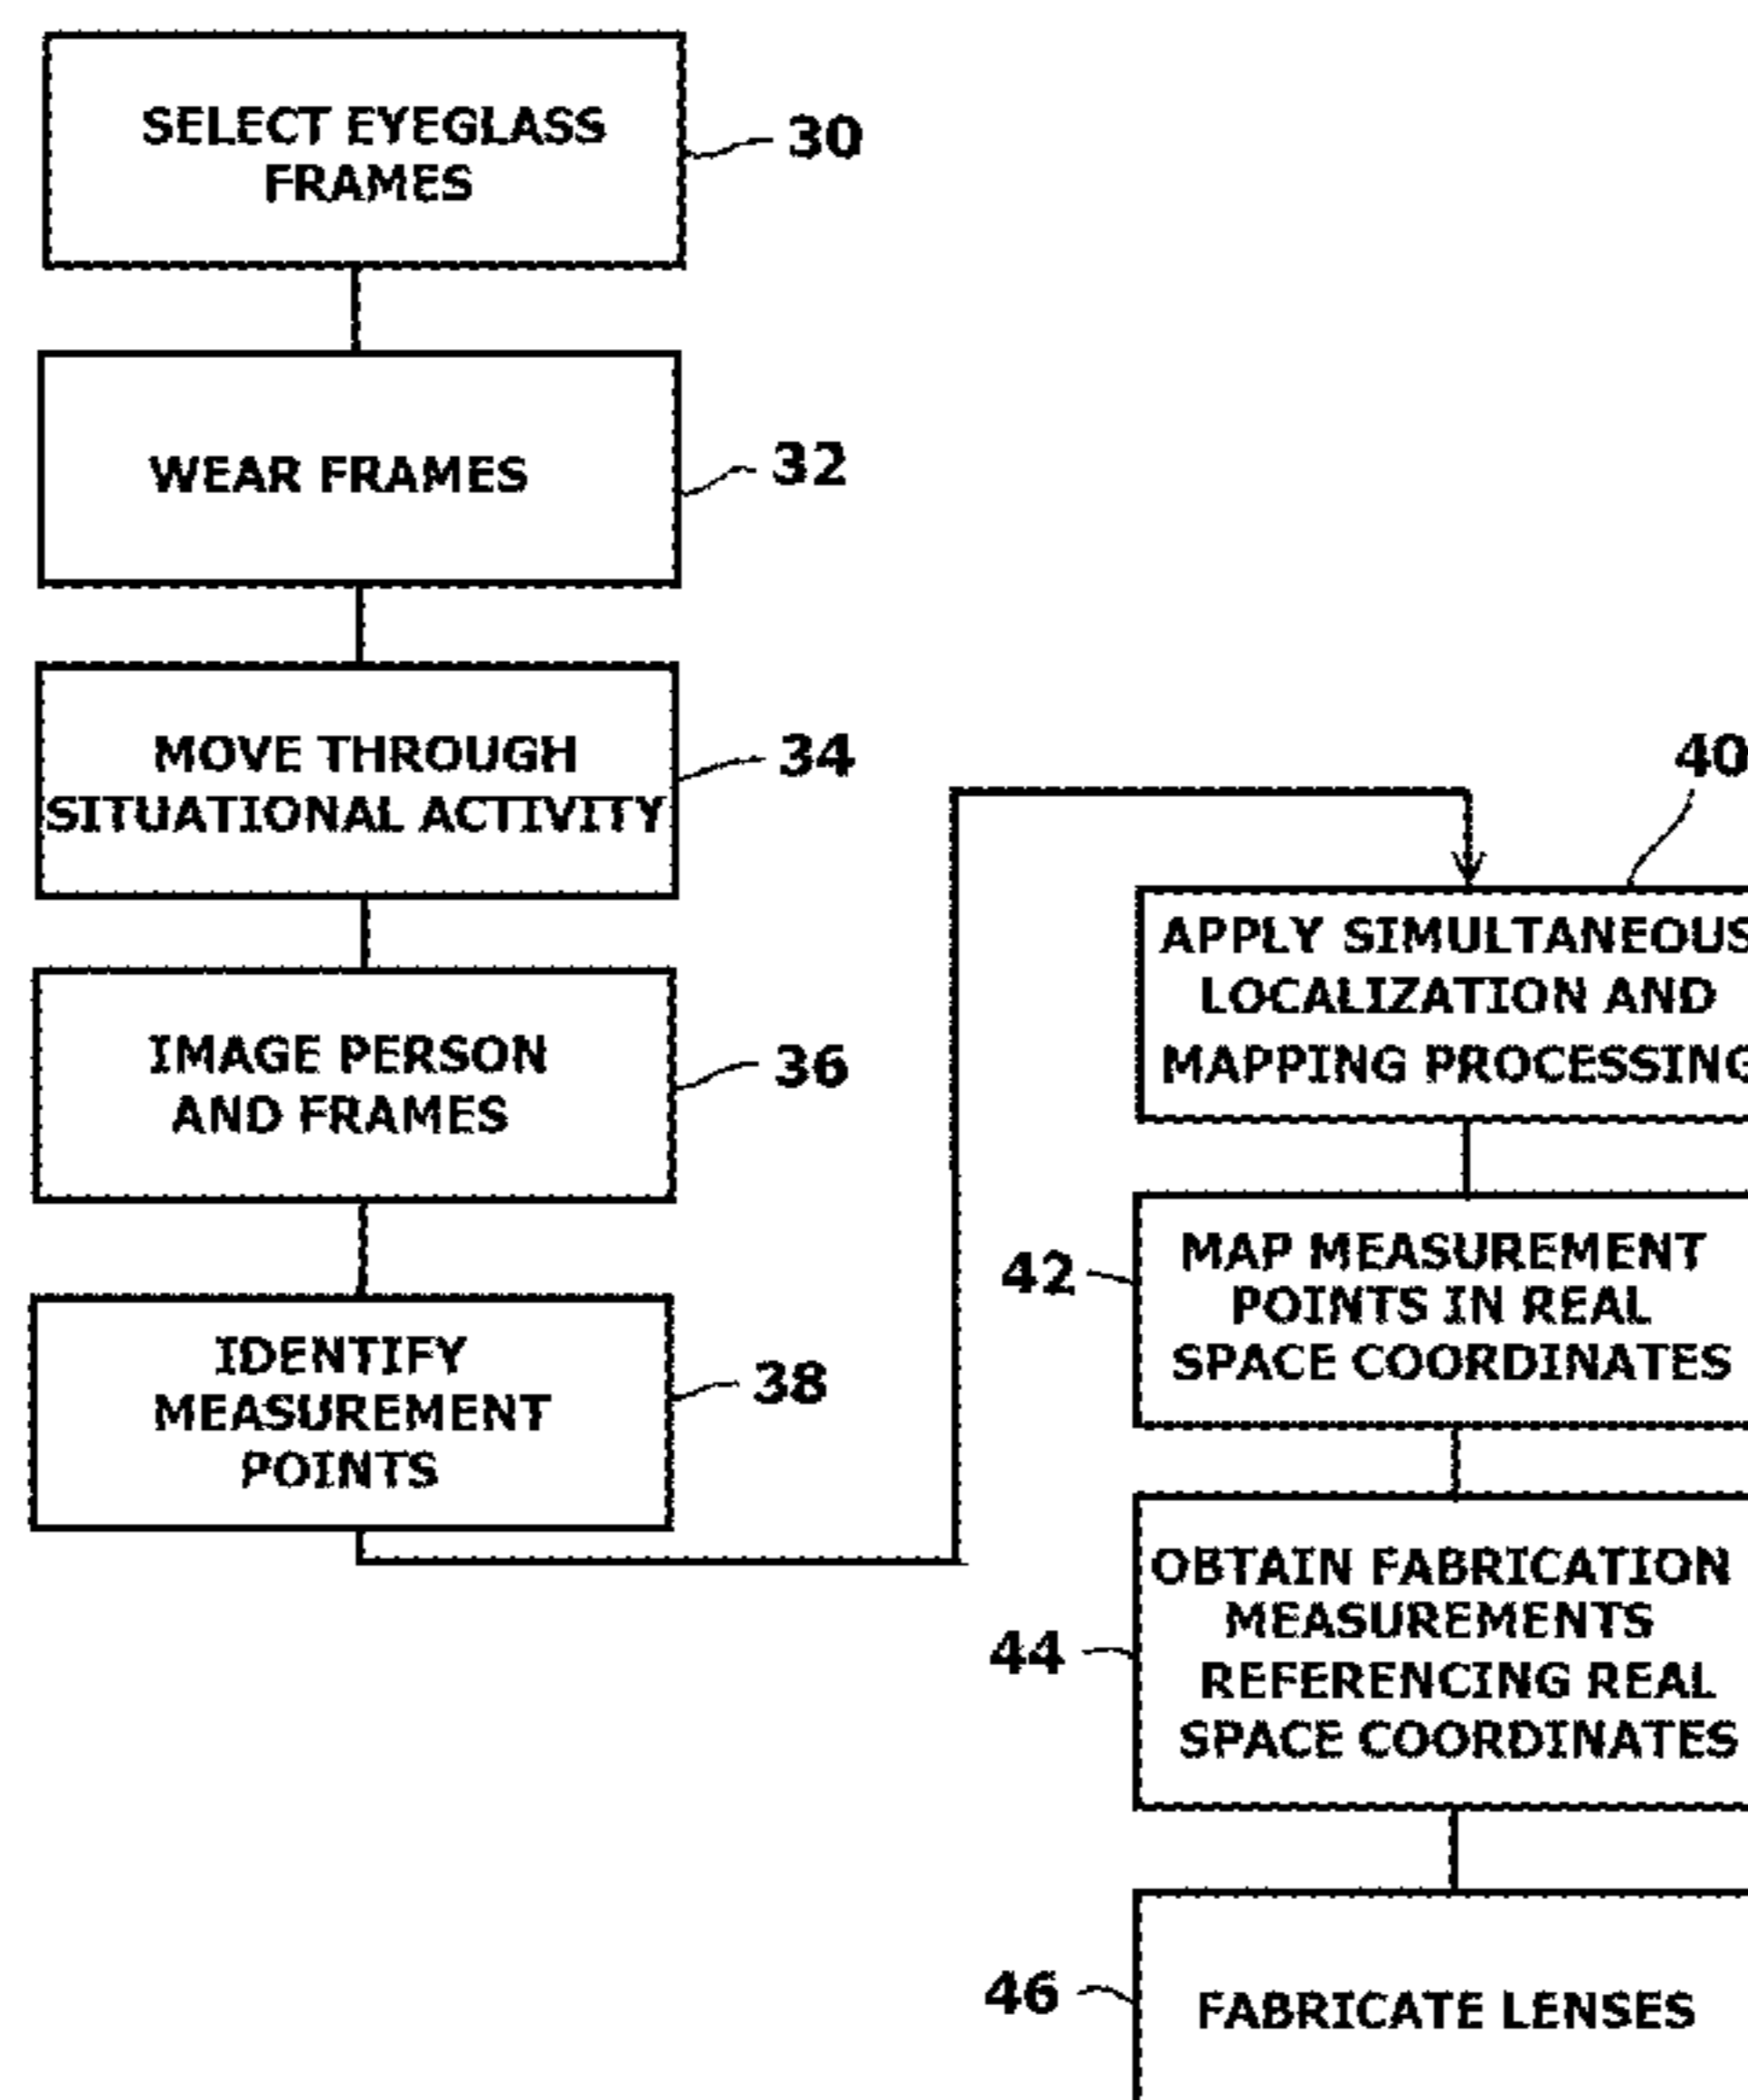 SELECT EYEGLASS
FRAMES
30
WEAR FRAMES
32
MOVE THROUGH
SITUATIONAL ACTIVITY
34
IMAGE PERSON
AND FRAMES
36
IDENTIFY
MEASUREMENT
POINTS
38
40
APPLY SIMULTANEOUS
LOCALIZATION AND
MAPPING PROCESSING
42
MAP MEASUREMENT
POINTS IN REAL
SPACE COORDINATES
44
OBTAIN FABRICATION
MEASUREMENTS
REFERENCING REAL
SPACE COORDINATES
46
FABRICATE LENSES